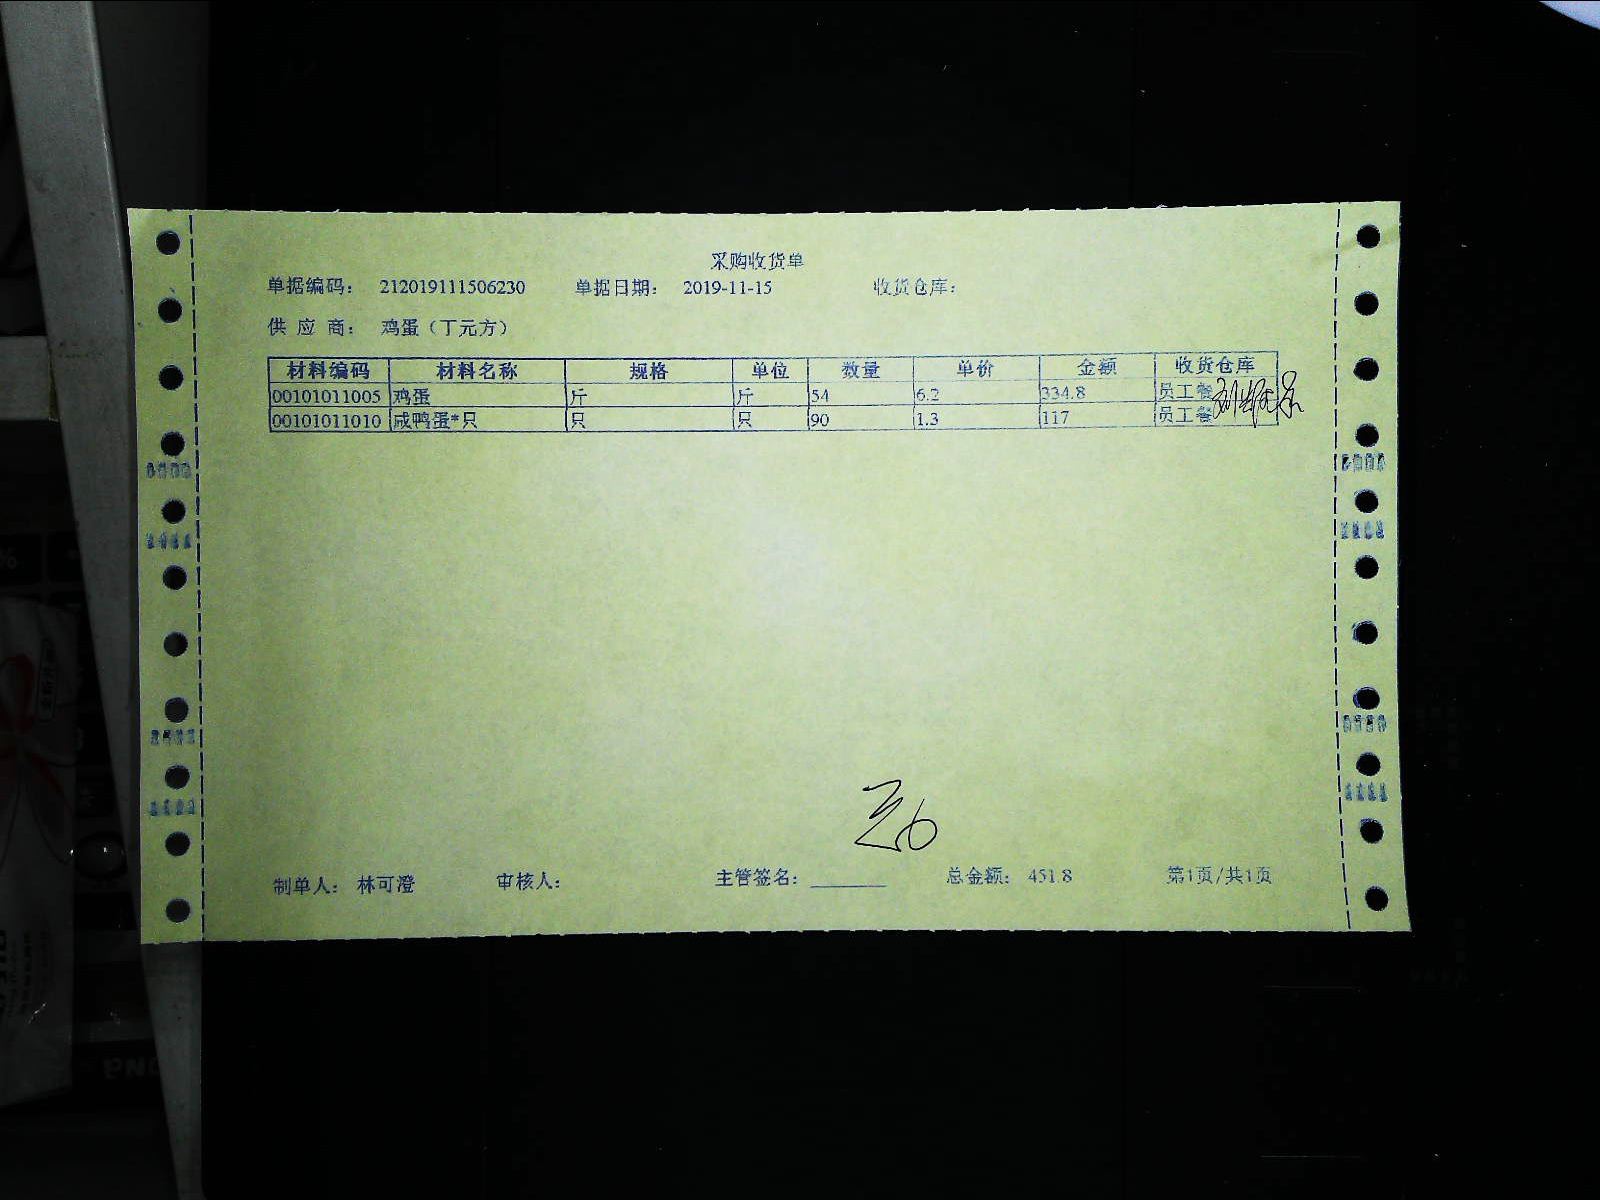 采购收货单
单据编码： 212019111506230 单据日期： 2019-11-15 收货仓库：
供 应 商： 鸡蛋（丁元方）
材料编码 材料名称 规格 单位 数量 单价 金额 收货仓库
00101011005 鸡蛋 斤 斤 54 6.2 334.8 员工餐
00101011010 咸鸭蛋*只 只 只 90 1.3 117 员工餐
制单人： 林可澄 审核人： 主管签名： 总金额： 451.8 第1页/共1页